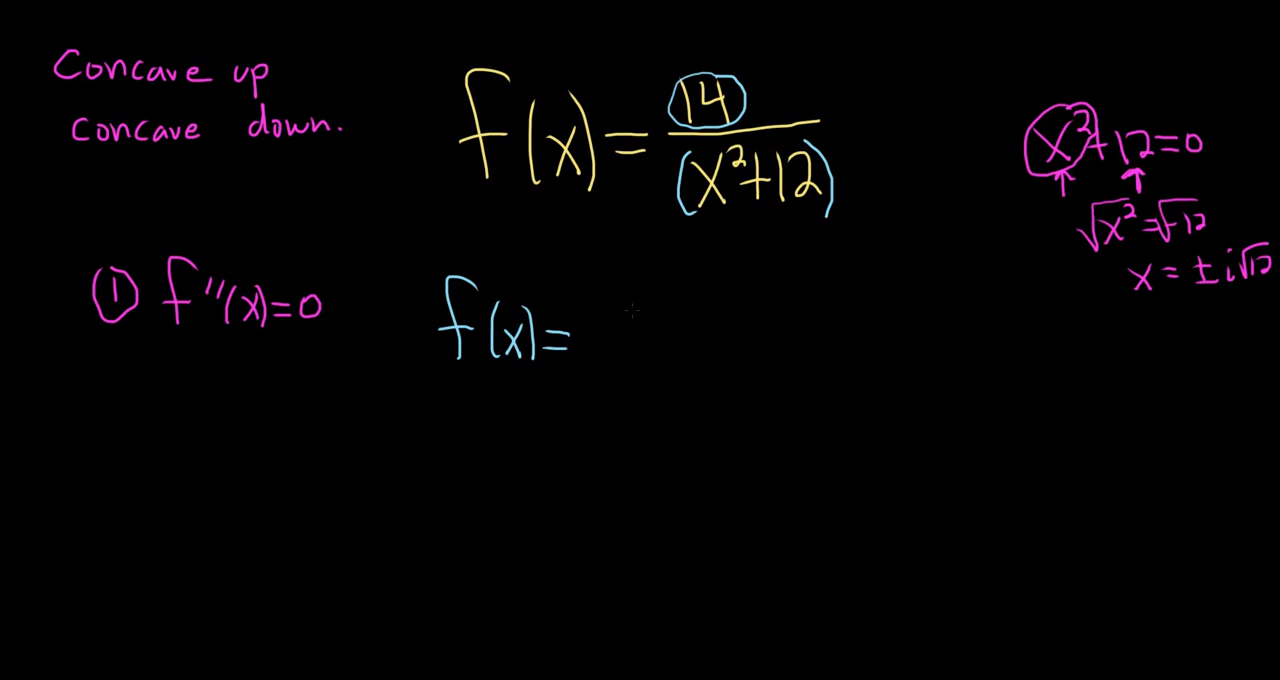 Concave up
concave down.
f(x) = 14/(x²+12)
x²+12=0
√x² = √-12
x = ± i√12
① f''(x)=0
f(x)=